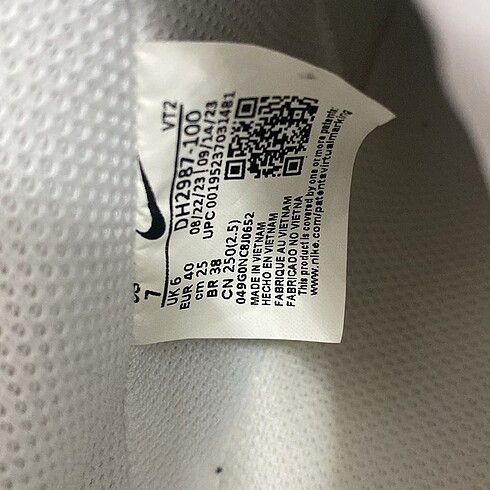 VT2
DH2987-100
08/22/23 | 09/14/23
UPC 00195237031481
7
UK 6
EUR 40
cm 25
BR 38
CN 250(2.5)
049G0NC8J0652
MADE IN VIETNAM
HECHO EN VIETNAM
FABRIQUE AU VIETNAM
FABRICADO NO VIETNA
This product is covered by one or more patents
www.nike.com/patentsvirtualmarking